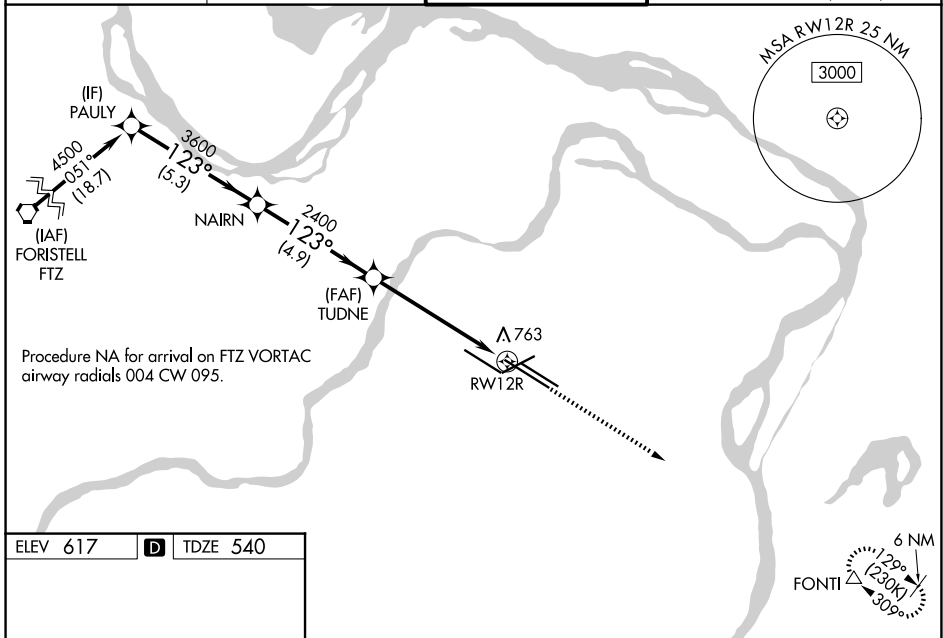 MSA RW12R 25 NM
3000
(IF)
PAULY
4500
051°
(18.7)
3600
123°
(5.3)
NAIRN
2400
123°
(4.9)
(IAF)
FORISTELL
FTZ
(FAF)
TUDNE
763
RW12R
Procedure NA for arrival on FTZ VORTAC
airway radials 004 CW 095.
ELEV 617 D TDZE 540
6 NM
129°
(230K)
309°
FONTI